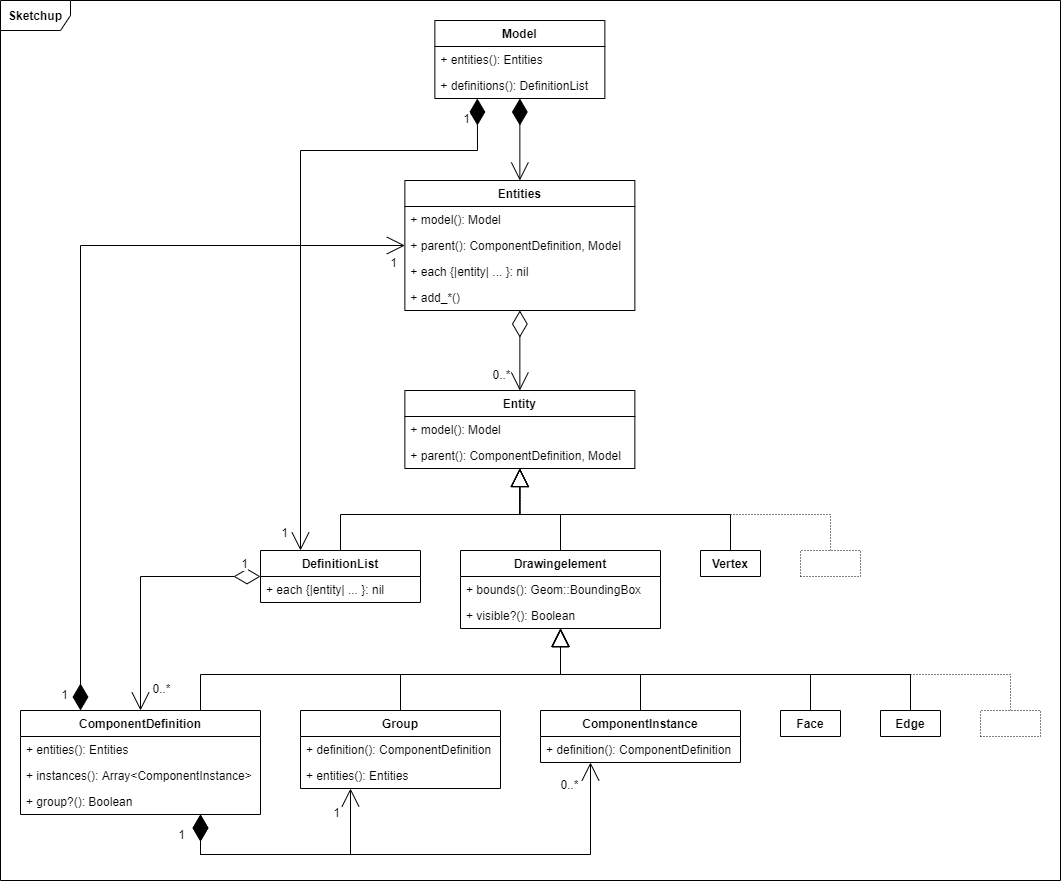 Sketchup
Model
+ entities(): Entities
+ definitions(): DefinitionList
1
Entities
+ model(): Model
+ parent(): ComponentDefinition, Model
+ each {|entity| ... }: nil
+ add_*()
1
0..*
Entity
+ model(): Model
+ parent(): ComponentDefinition, Model
1
1
DefinitionList
+ each {|entity| ... }: nil
Drawingelement
+ bounds(): Geom::BoundingBox
+ visible?(): Boolean
Vertex
1
0..*
ComponentDefinition
+ entities(): Entities
+ instances(): Array<ComponentInstance>
+ group?(): Boolean
Group
+ definition(): ComponentDefinition
+ entities(): Entities
ComponentInstance
+ definition(): ComponentDefinition
Face
Edge
1
1
0..*